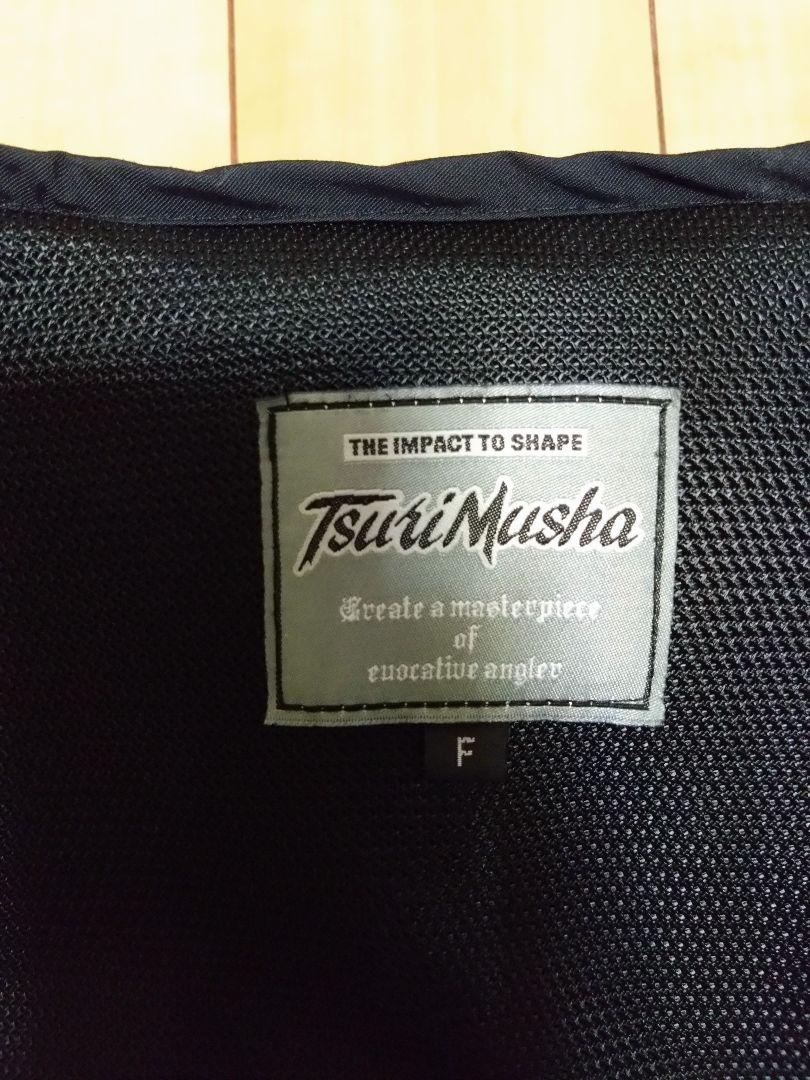 THE IMPACT TO SHAPE
TsuriMusha
Create a masterpiece
of
evocative angler
F